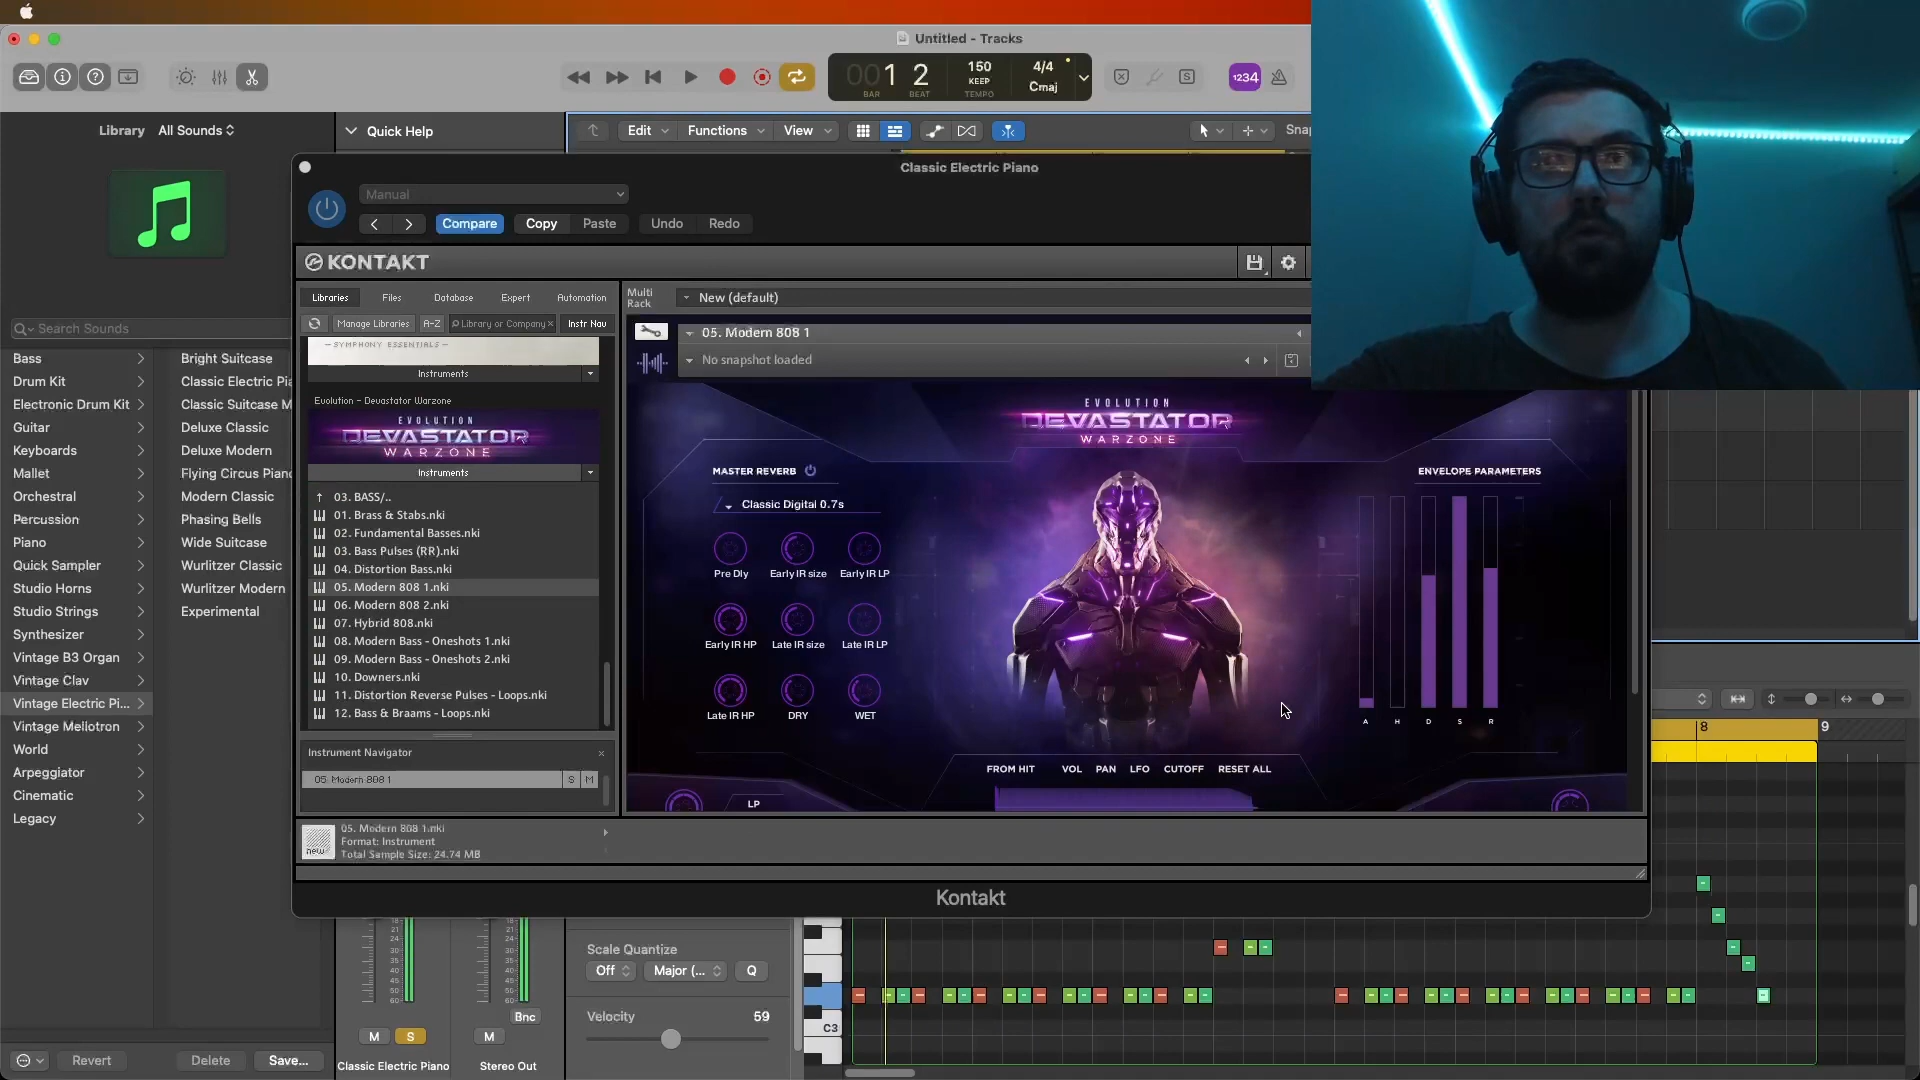 Untitled - Tracks
1 2
BAR BEAT
150
KEEP
TEMPO
4/4
Cmaj
1234
Library All Sounds
Quick Help
Edit Functions View
Snap
Classic Electric Piano
Manual
Compare Copy Paste Undo Redo
KONTAKT
Libraries Files Database Expert Automation
Manage Libraries A-Z Library or Company Instr Nav
Multi Rack
New (default)
05. Modern 808 1
No snapshot loaded
Search Sounds
Bass
Drum Kit
Electronic Drum Kit
Guitar
Keyboards
Mallet
Orchestral
Percussion
Piano
Quick Sampler
Studio Horns
Studio Strings
Synthesizer
Vintage B3 Organ
Vintage Clav
Vintage Electric Pi...
Vintage Mellotron
World
Arpeggiator
Cinematic
Legacy
Bright Suitcase
Classic Electric Pia
Classic Suitcase M
Deluxe Classic
Deluxe Modern
Flying Circus Piano
Modern Classic
Phasing Bells
Wide Suitcase
Wurlitzer Classic
Wurlitzer Modern
Experimental
– SYMPHONY ESSENTIALS –
Instruments
Evolution - Devastator Warzone
EVOLUTION
DEVASTATOR
WARZONE
Instruments
03. BASS/..
01. Brass & Stabs.nki
02. Fundamental Basses.nki
03. Bass Pulses (RR).nki
04. Distortion Bass.nki
05. Modern 808 1.nki
06. Modern 808 2.nki
07. Hybrid 808.nki
08. Modern Bass - Oneshots 1.nki
09. Modern Bass - Oneshots 2.nki
10. Downers.nki
11. Distortion Reverse Pulses - Loops.nki
12. Bass & Braams - Loops.nki
Instrument Navigator
05. Modern 808 1 S M
05. Modern 808 1.nki
Format: Instrument
Total Sample Size: 24.74 MB
new
EVOLUTION
DEVASTATOR
WARZONE
MASTER REVERB
Classic Digital 0.7s
Pre Dly Early IR size Early IR LP
Early IR HP Late IR size Late IR LP
Late IR HP DRY WET
ENVELOPE PARAMETERS
A H D S R
FROM HIT VOL PAN LFO CUTOFF RESET ALL
LP
Kontakt
8 9
Scale Quantize
Off Major (... Q
Velocity 59
C3
Bnc
M S M
Classic Electric Piano Stereo Out
Revert Delete Save...